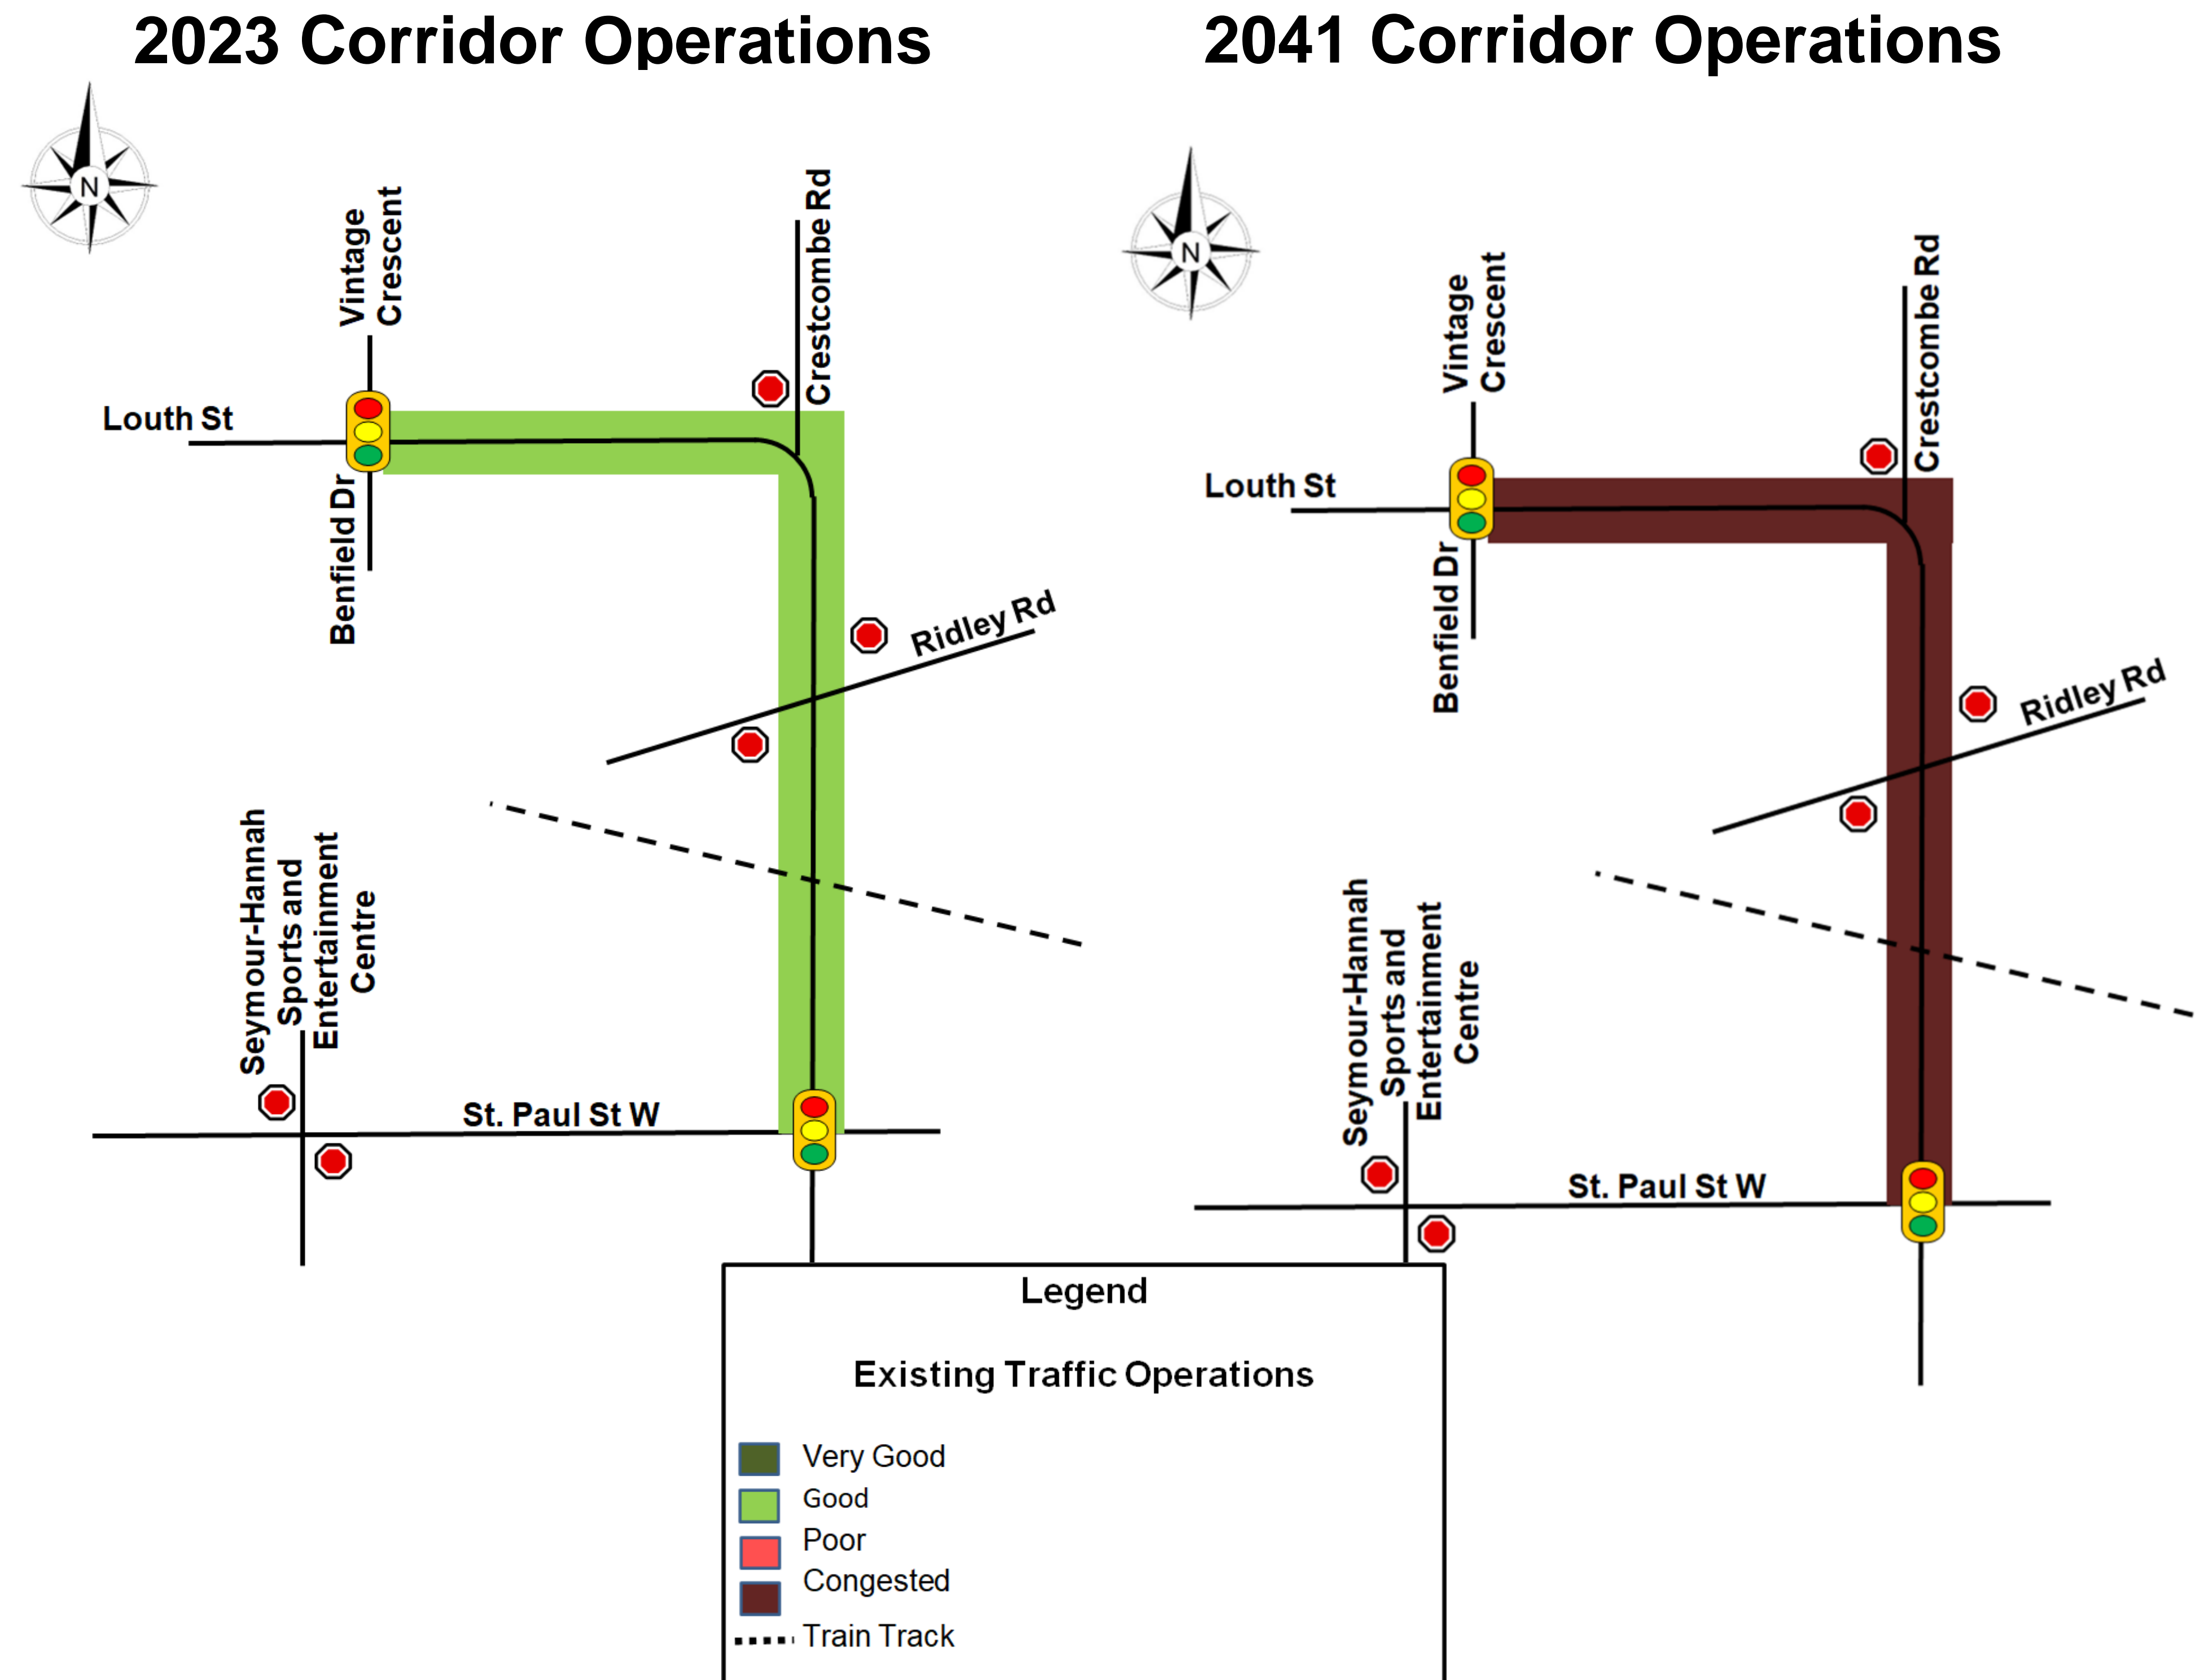 2023 Corridor Operations
2041 Corridor Operations
N
Vintage
Crescent
Crestcombe Rd
Louth St
Benfield Dr
Ridley Rd
Seymour-Hannah
Sports and
Entertainment
Centre
St. Paul St W
N
Vintage
Crescent
Crestcombe Rd
Louth St
Benfield Dr
Ridley Rd
Seymour-Hannah
Sports and
Entertainment
Centre
St. Paul St W
Legend
Existing Traffic Operations
Very Good
Good
Poor
Congested
Train Track